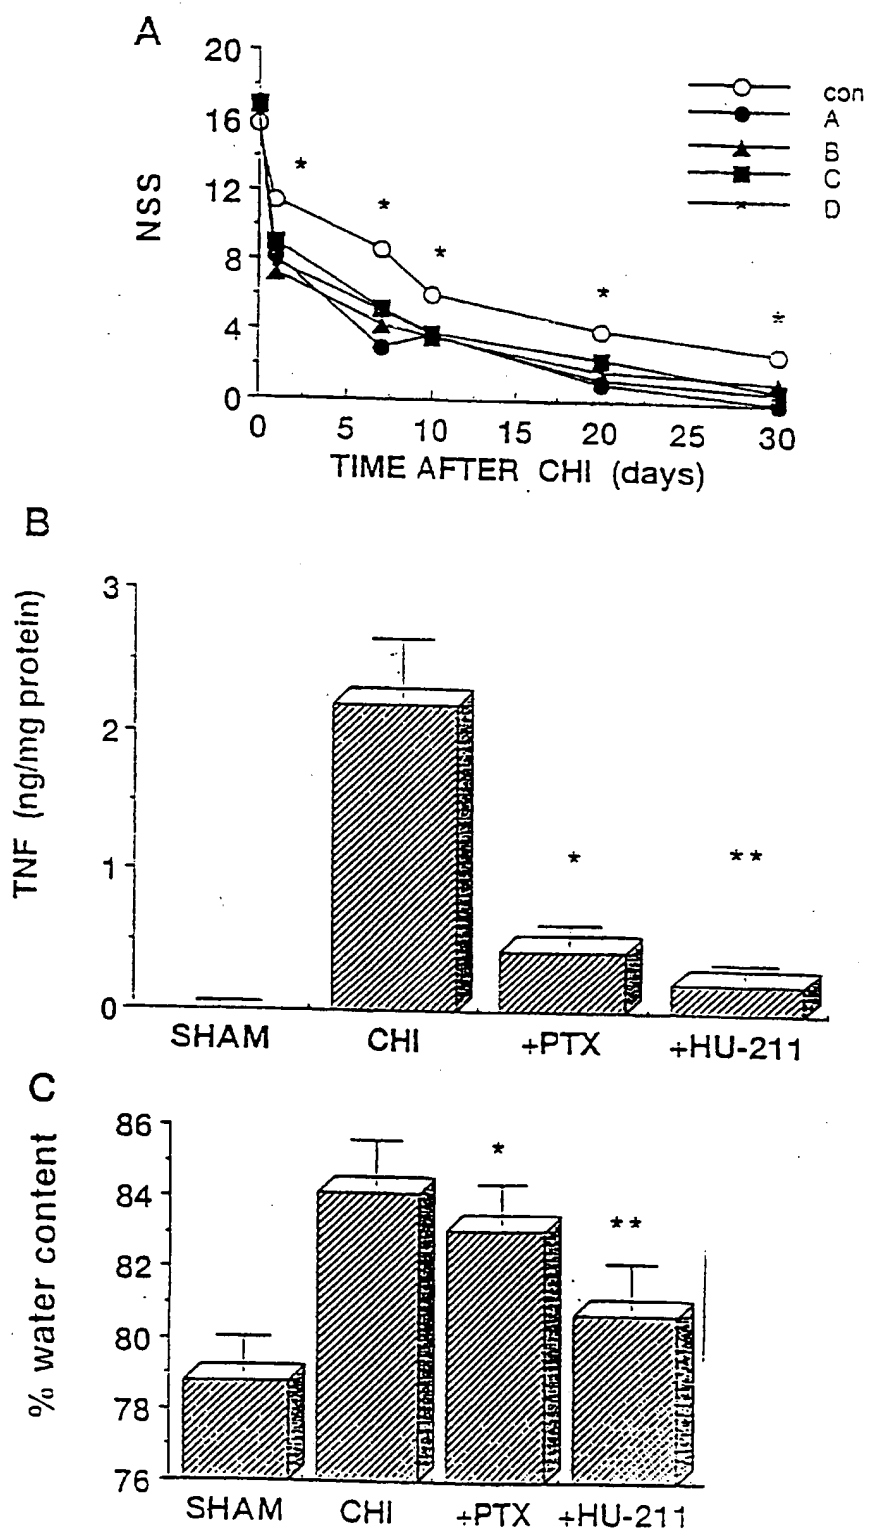 A
20
16
12
8
4
0
NSS
con
A
B
C
D
*
*
*
*
*
0 5 10 15 20 25 30
TIME AFTER CHI (days)
B
TNF (ng/mg protein)
3
2
1
0
*
**
SHAM CHI +PTX +HU-211
C
% water content
86
84
82
80
78
76
*
**
SHAM CHI +PTX +HU-211